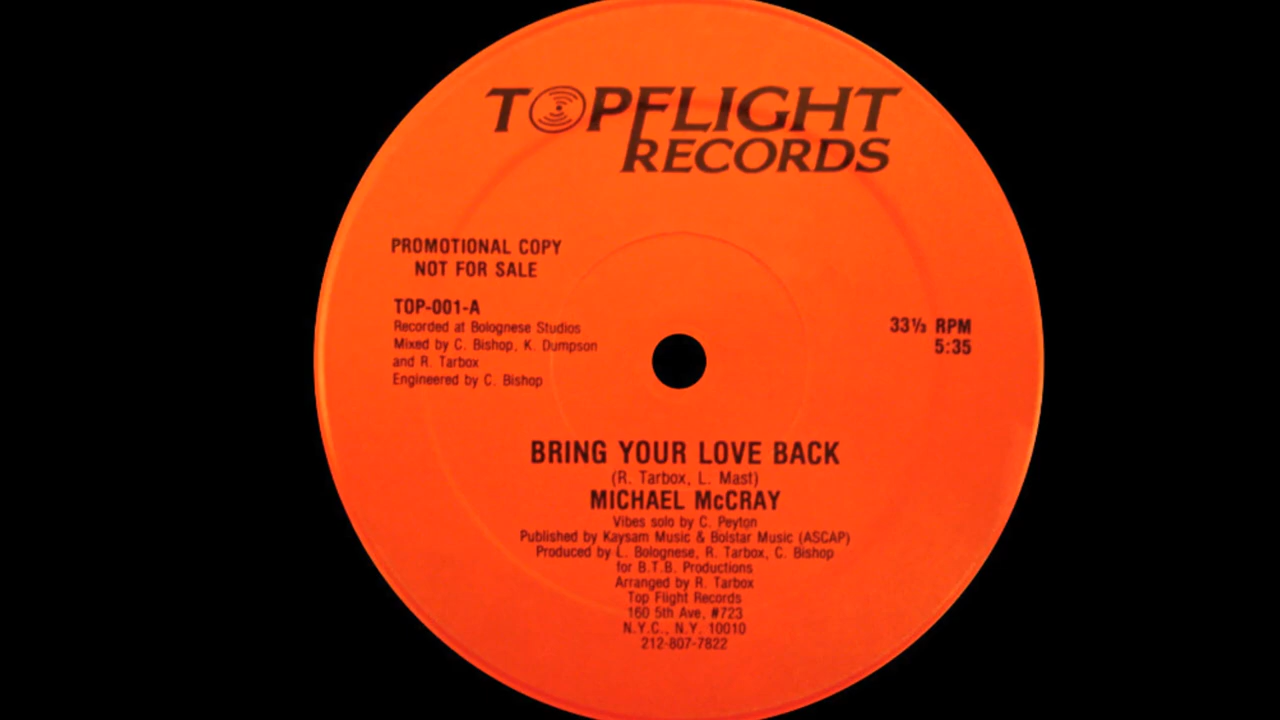 TOPFLIGHT
RECORDS
PROMOTIONAL COPY
NOT FOR SALE
TOP-001-A
Recorded at Bolognese Studios
Mixed by C. Bishop, K. Dumpson
and R. Tarbox
Engineered by C. Bishop
33⅓ RPM
5:35
BRING YOUR LOVE BACK
(R. Tarbox, L. Mast)
MICHAEL McCRAY
Vibes solo by C. Peyton
Published by Kaysam Music & Bolstar Music (ASCAP)
Produced by L. Bolognese, R. Tarbox, C. Bishop
for B.T.B. Productions
Arranged by R. Tarbox
Top Flight Records
160 5th Ave, #723
N.Y.C., N.Y. 10010
212-807-7822